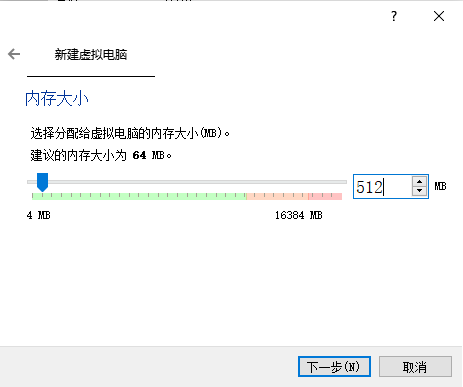 ?
新建虚拟电脑
内存大小
选择分配给虚拟电脑的内存大小(MB)。
建议的内存大小为 64 MB。
512 MB
4 MB 16384 MB
下一步(N) 取消